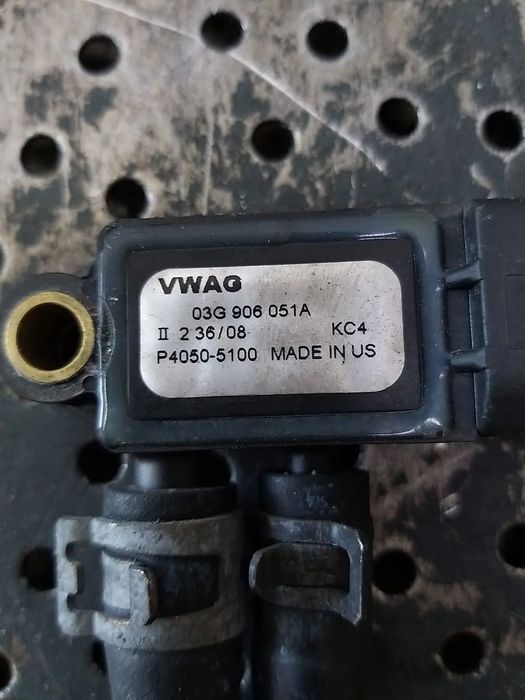 VWAG
03G 906 051A
II 2 36/08 KC4
P4050-5100 MADE IN US